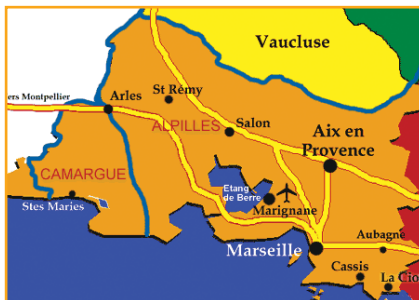 Vaucluse
ers Montpellier
Arles
St Rémy
ALPILLES
Salon
Aix en
Provence
CAMARGUE
Stes Maries
Etang
de Berre
Marignane
Marseille
Aubagne
Cassis
La Cio